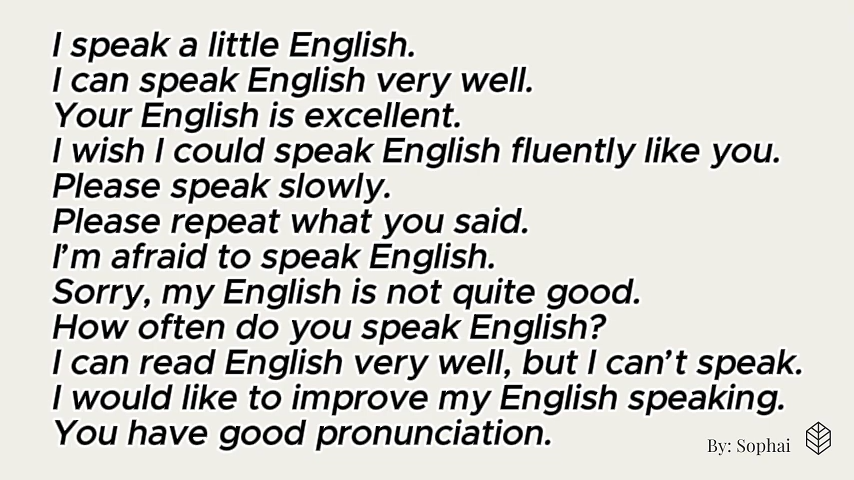 I speak a little English.
I can speak English very well.
Your English is excellent.
I wish I could speak English fluently like you.
Please speak slowly.
Please repeat what you said.
I’m afraid to speak English.
Sorry, my English is not quite good.
How often do you speak English?
I can read English very well, but I can’t speak.
I would like to improve my English speaking.
You have good pronunciation.
By: Sophai